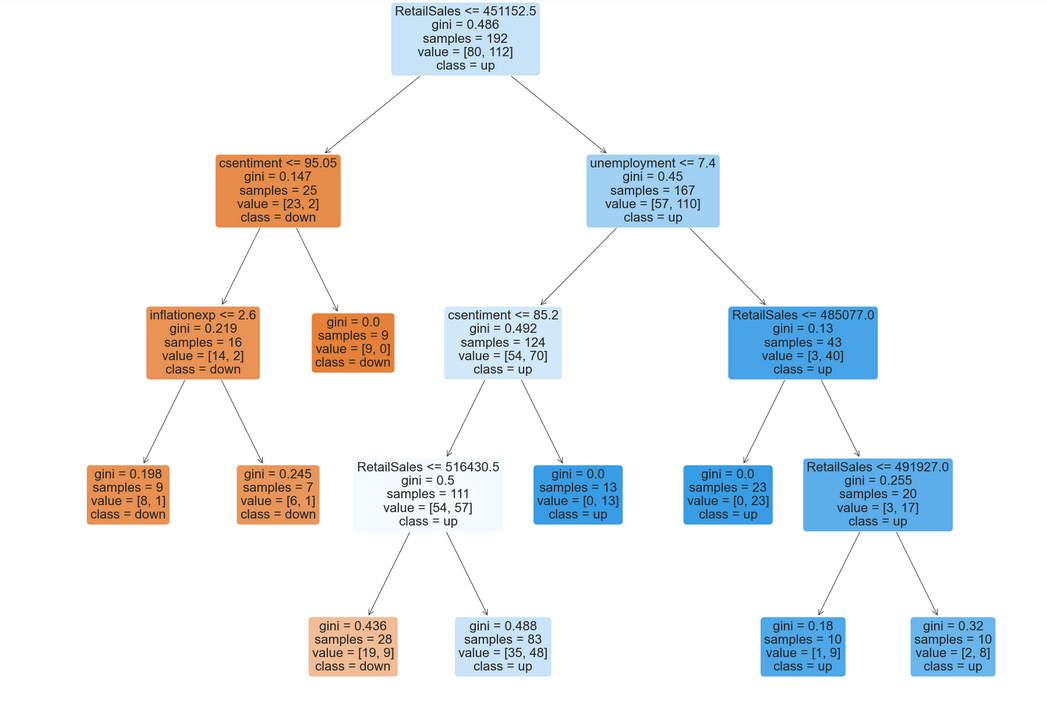 RetailSales <= 451152.5
gini = 0.486
samples = 192
value = [80, 112]
class = up
csentiment <= 95.05
gini = 0.147
samples = 25
value = [23, 2]
class = down
unemployment <= 7.4
gini = 0.45
samples = 167
value = [57, 110]
class = up
inflationexp <= 2.6
gini = 0.219
samples = 16
value = [14, 2]
class = down
gini = 0.0
samples = 9
value = [9, 0]
class = down
csentiment <= 85.2
gini = 0.492
samples = 124
value = [54, 70]
class = up
RetailSales <= 485077.0
gini = 0.13
samples = 43
value = [3, 40]
class = up
gini = 0.198
samples = 9
value = [8, 1]
class = down
gini = 0.245
samples = 7
value = [6, 1]
class = down
RetailSales <= 516430.5
gini = 0.5
samples = 111
value = [54, 57]
class = up
gini = 0.0
samples = 13
value = [0, 13]
class = up
gini = 0.0
samples = 23
value = [0, 23]
class = up
RetailSales <= 491927.0
gini = 0.255
samples = 20
value = [3, 17]
class = up
gini = 0.436
samples = 28
value = [19, 9]
class = down
gini = 0.488
samples = 83
value = [35, 48]
class = up
gini = 0.18
samples = 10
value = [1, 9]
class = up
gini = 0.32
samples = 10
value = [2, 8]
class = up